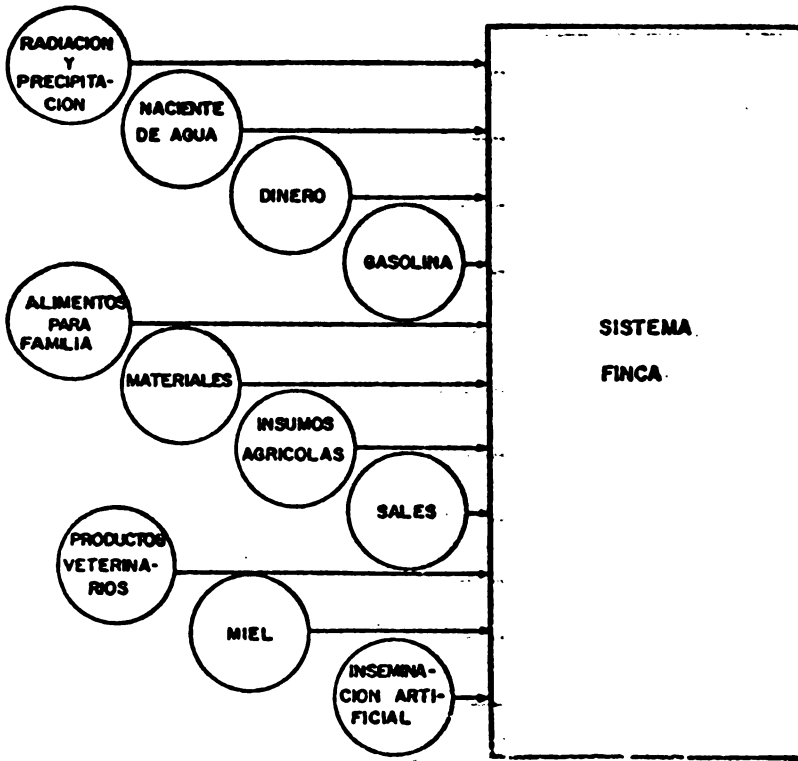 RADIACION
Y
PRECIPITA-
CION
NACIENTE
DE AGUA
DINERO
GASOLINA
ALIMENTOS
PARA
FAMILIA
MATERIALES
INSUMOS
AGRICOLAS
SALES
PRODUCTOS
VETERINA-
RIOS
MIEL
INSEMINA-
CION ARTI-
FICIAL
SISTEMA
FINCA